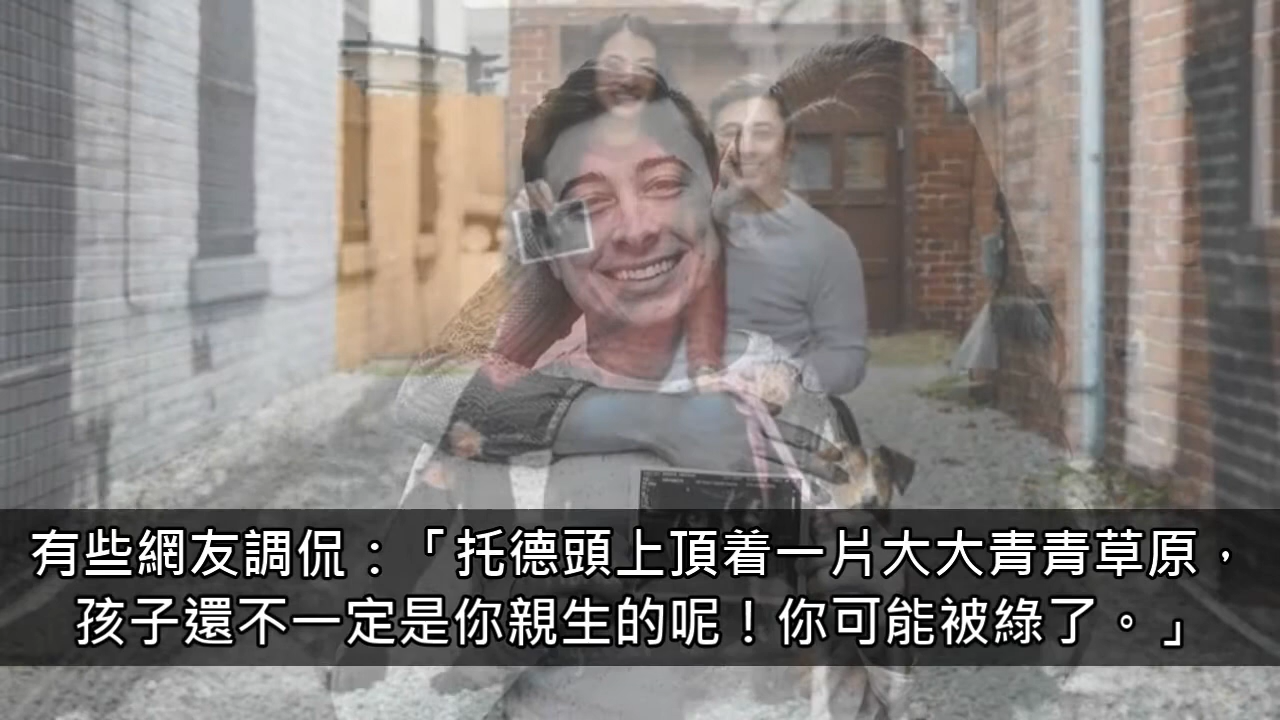 有些網友調侃：「托德頭上頂着一片大大青青草原，
孩子還不一定是你親生的呢！你可能被綠了。」